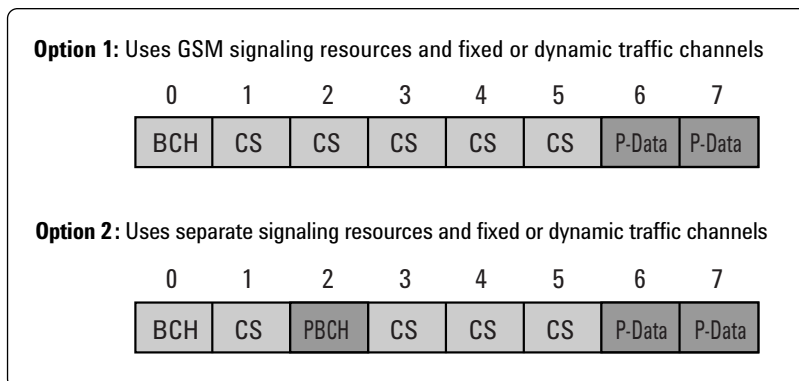 Option 1: Uses GSM signaling resources and fixed or dynamic traffic channels
0 1 2 3 4 5 6 7
BCH CS CS CS CS CS P-Data P-Data
Option 2: Uses separate signaling resources and fixed or dynamic traffic channels
0 1 2 3 4 5 6 7
BCH CS PBCH CS CS CS P-Data P-Data